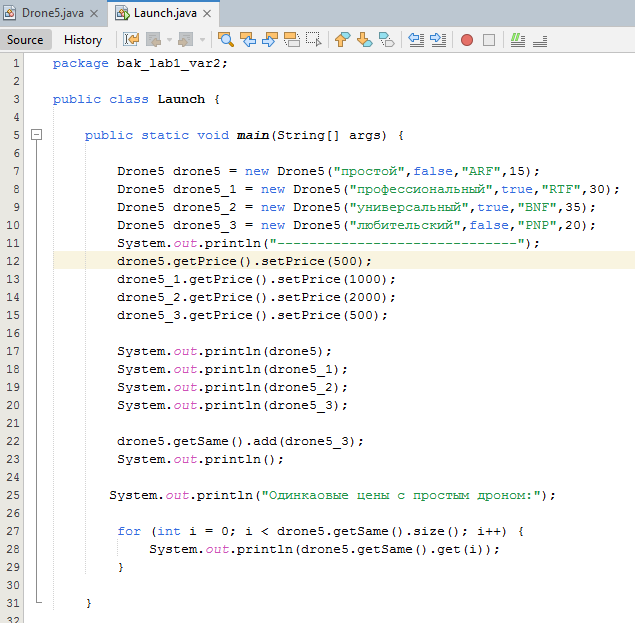 Drone5.java × Launch.java ×
Source History
1 package bak_lab1_var2;
2
3 public class Launch {
4
5 public static void main(String[] args) {
6
7 Drone5 drone5 = new Drone5("простой",false,"ARF",15);
8 Drone5 drone5_1 = new Drone5("профессиональный",true,"RTF",30);
9 Drone5 drone5_2 = new Drone5("универсальный",true,"BNF",35);
10 Drone5 drone5_3 = new Drone5("любительский",false,"PNP",20);
11 System.out.println("------------------------------");
12 drone5.getPrice().setPrice(500);
13 drone5_1.getPrice().setPrice(1000);
14 drone5_2.getPrice().setPrice(2000);
15 drone5_3.getPrice().setPrice(500);
16
17 System.out.println(drone5);
18 System.out.println(drone5_1);
19 System.out.println(drone5_2);
20 System.out.println(drone5_3);
21
22 drone5.getSame().add(drone5_3);
23 System.out.println();
24
25 System.out.println("Одинкаовые цены с простым дроном:");
26
27 for (int i = 0; i < drone5.getSame().size(); i++) {
28 System.out.println(drone5.getSame().get(i));
29 }
30
31 }
32